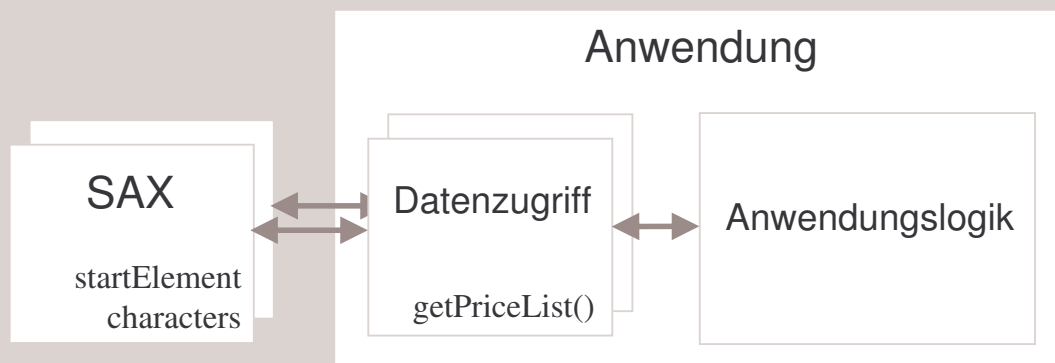 Anwendung
SAX
startElement
characters
Datenzugriff
getPriceList()
Anwendungslogik